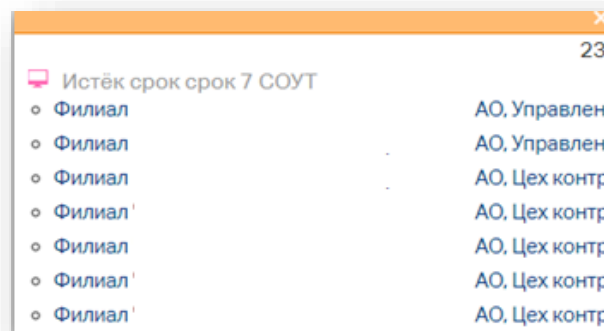 23
Истёк срок срок 7 СОУТ
Филиал АО, Управлен
Филиал АО, Управлен
Филиал АО, Цех контр
Филиал АО, Цех контр
Филиал АО, Цех контр
Филиал АО, Цех контр
Филиал АО, Цех контр